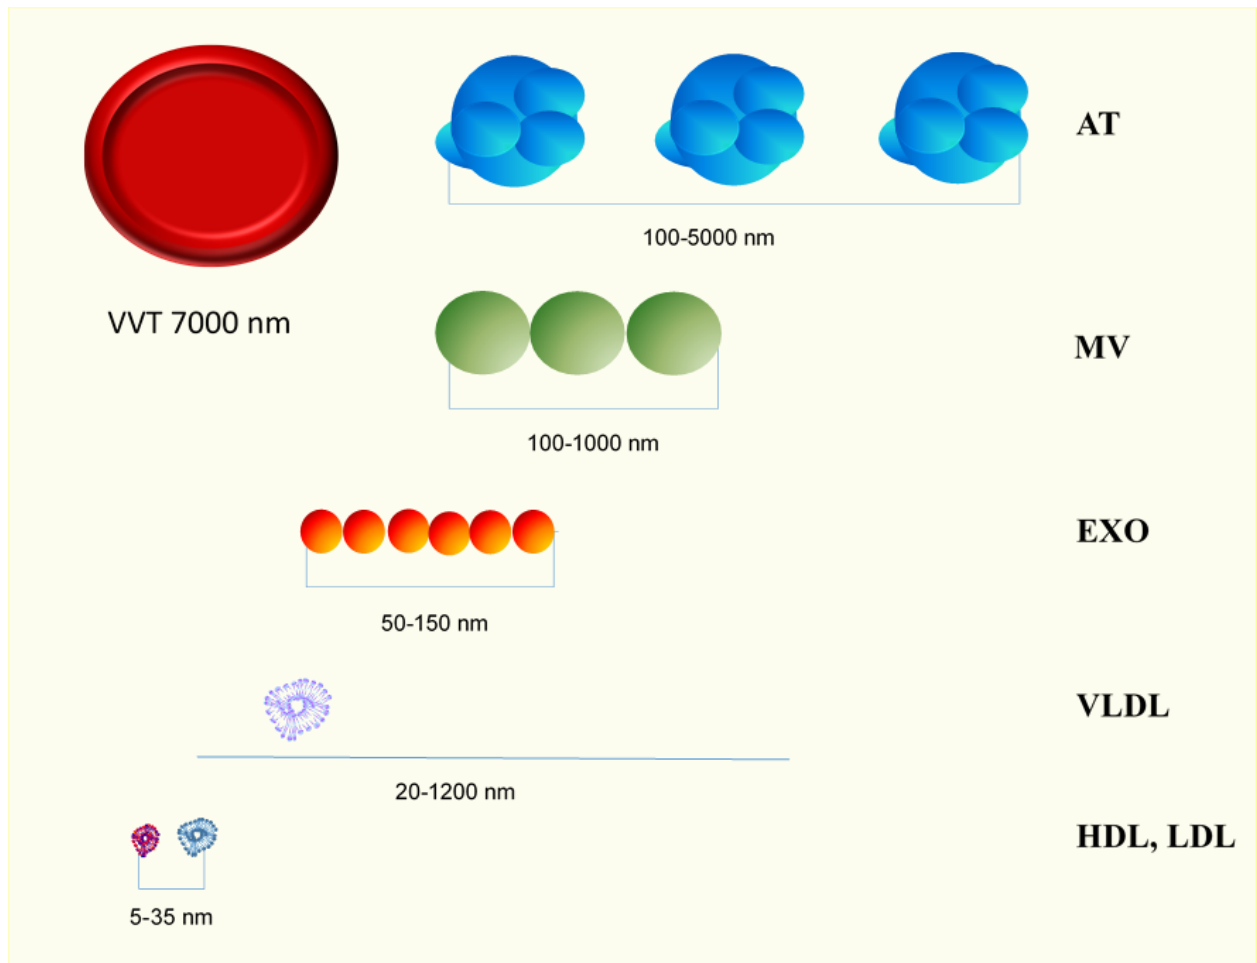 AT
100-5000 nm
VVT 7000 nm
MV
100-1000 nm
EXO
50-150 nm
VLDL
20-1200 nm
HDL, LDL
5-35 nm